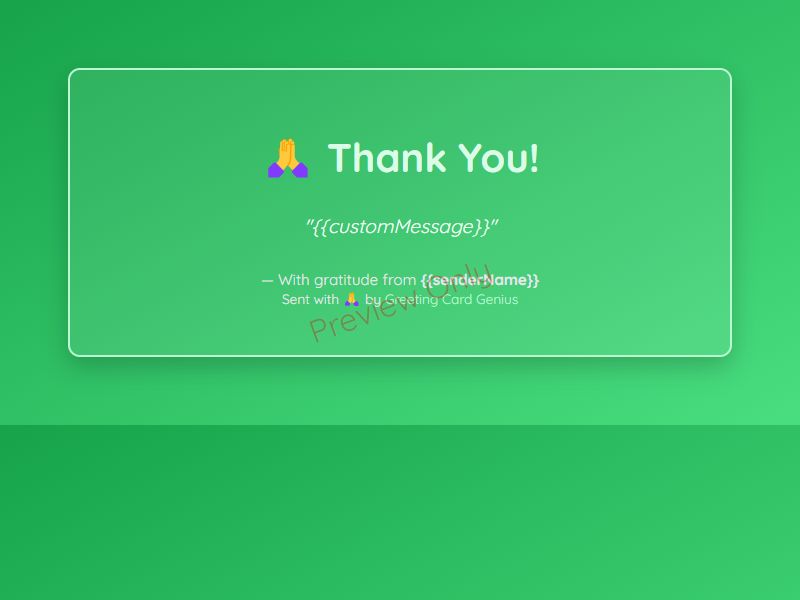 🙏 Thank You!
"{{customMessage}}"
— With gratitude from {{senderName}}
Sent with 🙏 by Greeting Card Genius
Preview Only